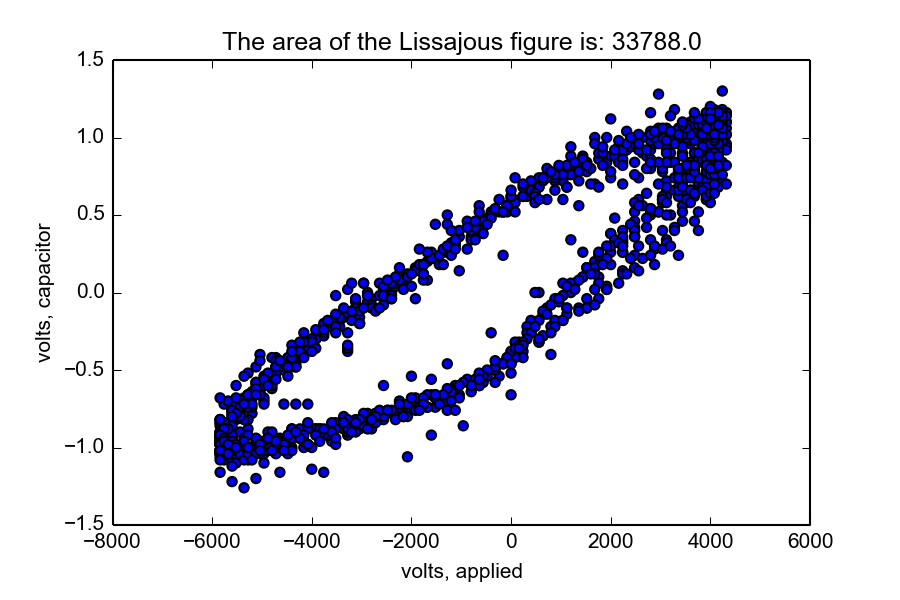 The area of the Lissajous figure is: 33788.0
1.5
1.0
0.5
0.0
−0.5
−1.0
−1.5
volts, capacitor
−8000 −6000 −4000 −2000 0 2000 4000 6000
volts, applied